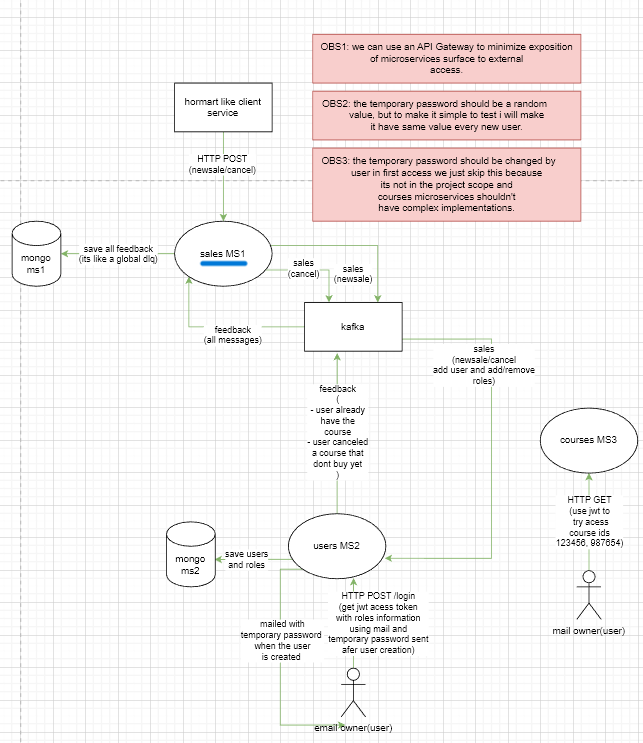 OBS1: we can use an API Gateway to minimize exposition
of microservices surface to external
access.
hormart like client
service
OBS2: the temporary password should be a random
value, but to make it simple to test i will make
it have same value every new user.
HTTP POST
(newsale/cancel)
OBS3: the temporary password should be changed by
user in first access we just skip this because
its not in the project scope and
courses microservices shouldn't
have complex implementations.
mongo
ms1
save all feedback
(its like a global dlq)
sales MS1
sales
(cancel)
sales
(newsale)
feedback
(all messages)
kafka
sales
(newsale/cancel
add user and add/remove
roles)
feedback
(
- user already
have the
course
- user canceled
a course that
dont buy yet
)
courses MS3
HTTP GET
(use jwt to
try acess
course ids
123456, 987654)
mongo
ms2
save users
and roles
users MS2
mailed with
temporary password
when the user
is created
HTTP POST /login
(get jwt acess token
with roles information
using mail and
temporary password sent
afer user creation)
mail owner(user)
email owner(user)